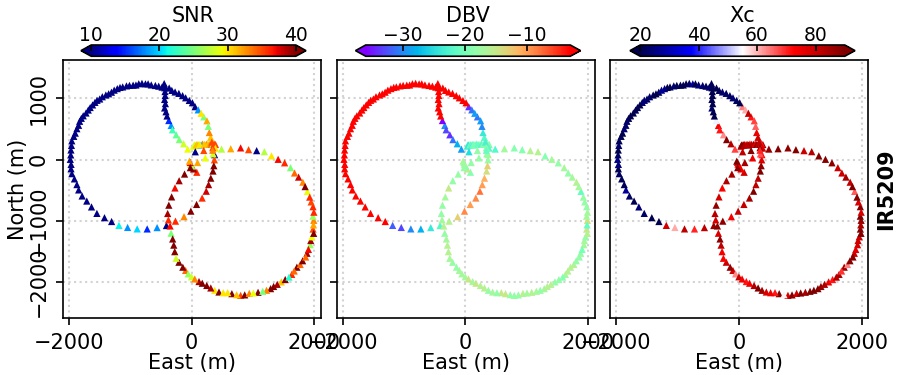 SNR DBV Xc
10 20 30 40 −30 −20 −10 20 40 60 80
North (m)
1000
0
−1000
−2000
IR5209
−2000 0 2000 −2000 0 2000 −2000 0 2000
East (m) East (m) East (m)